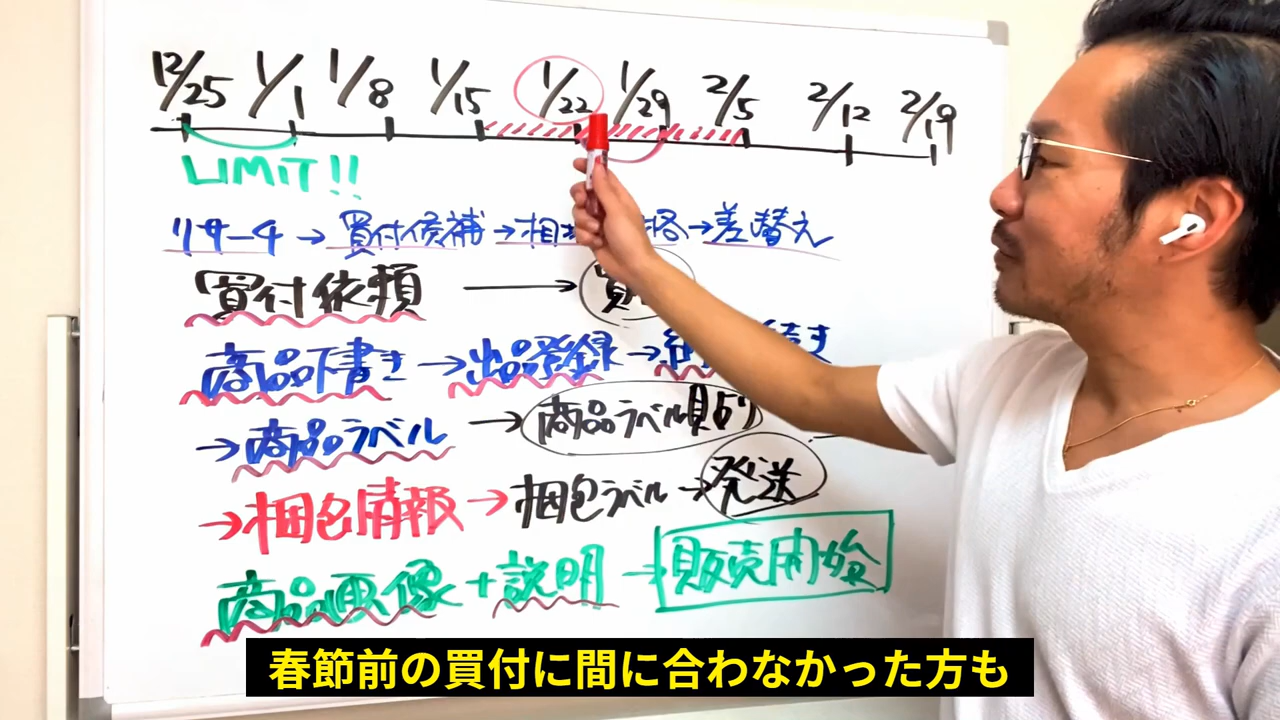 12/25 1/1 1/8 1/15 1/22 1/29 2/5 2/12 2/19
LIMIT!!
リサーチ→買付候補→相 格→差替え
買付依頼→買
商品下書き→出品登録→ き
→商品ラベル→商品ラベル貼り
→梱包情報→梱包ラベル→発送
商品画像+説明→販売開始
春節前の買付に間に合わなかった方も